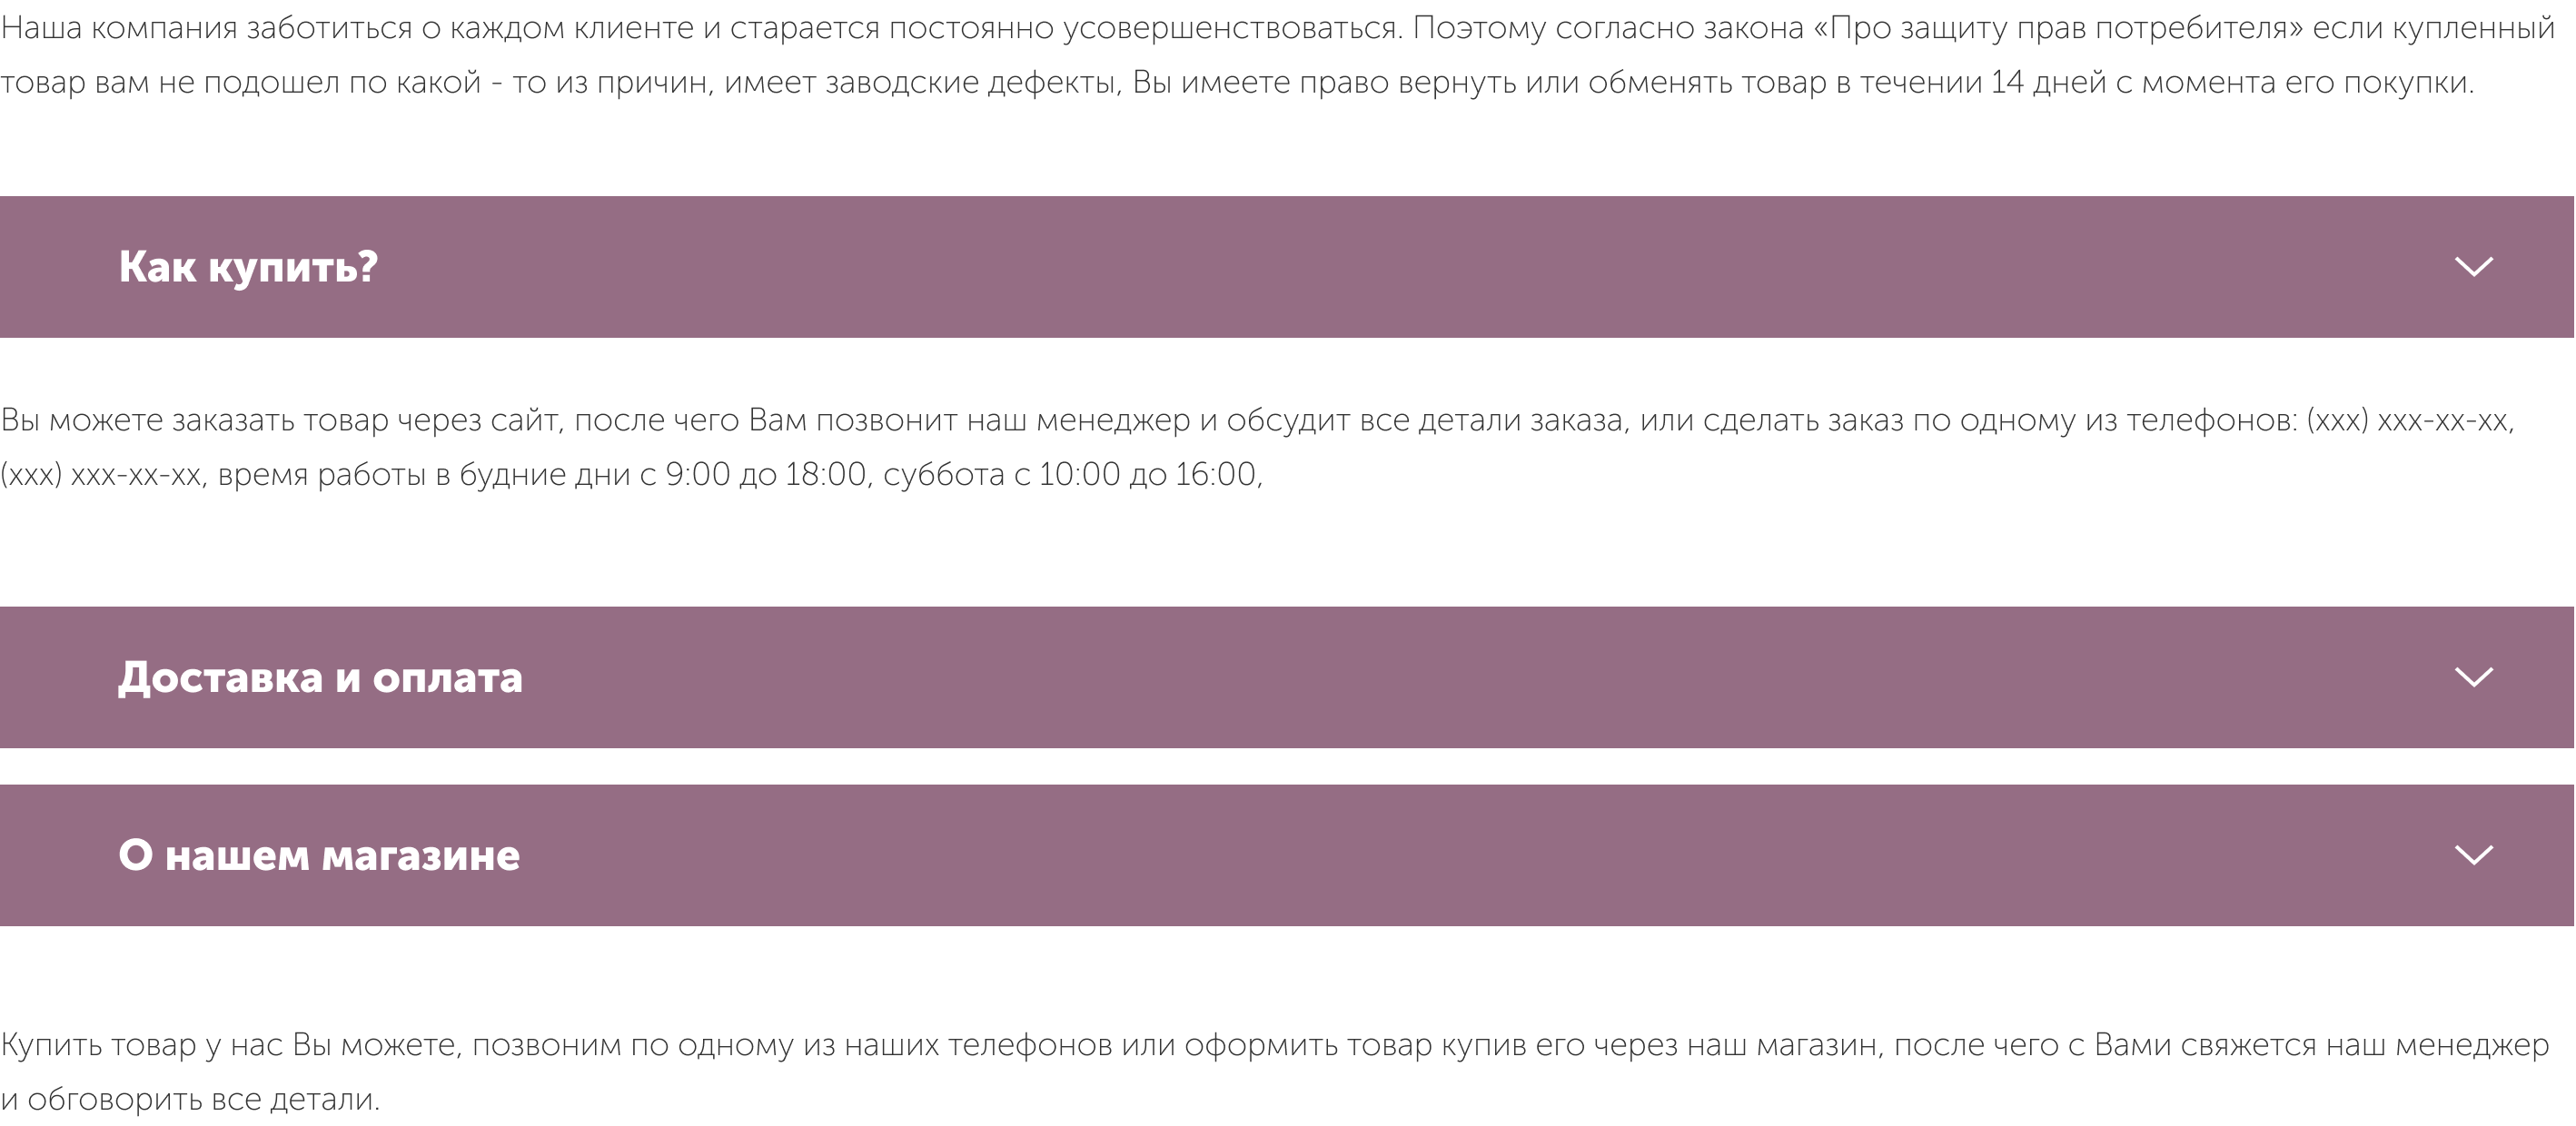 Наша компания заботиться о каждом клиенте и старается постоянно усовершенствоваться. Поэтому согласно закона «Про защиту прав потребителя» если купленный
товар вам не подошел по какой - то из причин, имеет заводские дефекты, Вы имеете право вернуть или обменять товар в течении 14 дней с момента его покупки.
Как купить?
Вы можете заказать товар через сайт, после чего Вам позвонит наш менеджер и обсудит все детали заказа, или сделать заказ по одному из телефонов: (xxx) xxx-xx-xx,
(xxx) xxx-xx-xx, время работы в будние дни с 9:00 до 18:00, суббота с 10:00 до 16:00,
Доставка и оплата
О нашем магазине
Купить товар у нас Вы можете, позвоним по одному из наших телефонов или оформить товар купив его через наш магазин, после чего с Вами свяжется наш менеджер
и обговорить все детали.